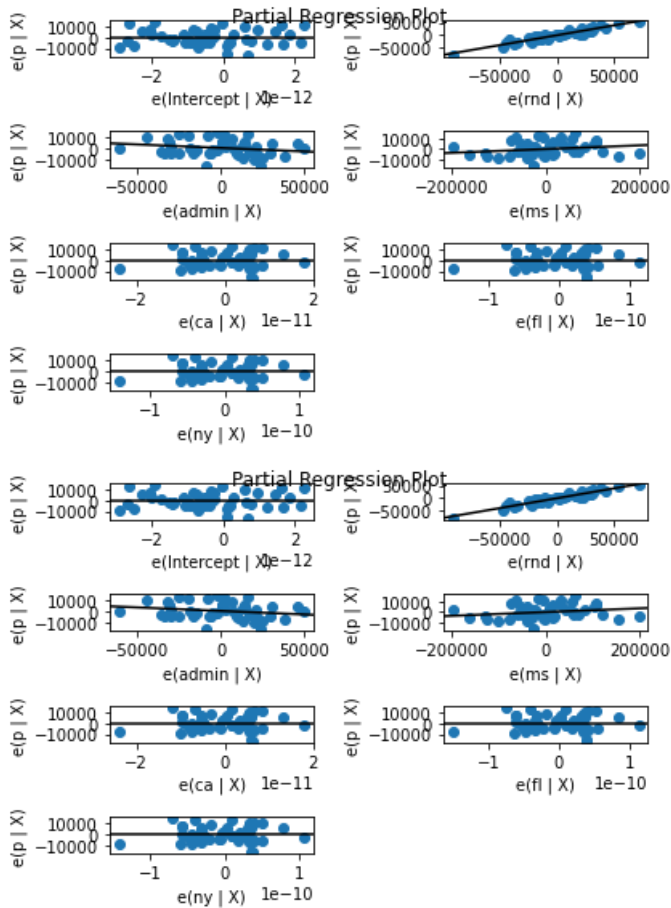 Partial Regression Plot
e(p | X)
10000
0
−10000
−2 0 2
e(Intercept | X)
1e−12
e(p | X)
50000
0
−50000
−50000 0 50000
e(rnd | X)
e(p | X)
10000
0
−10000
−50000 0 50000
e(admin | X)
e(p | X)
10000
0
−10000
−200000 0 200000
e(ms | X)
e(p | X)
10000
0
−10000
−2 0 2
e(ca | X)
1e−11
e(p | X)
10000
0
−10000
−1 0 1
e(fl | X)
1e−10
e(p | X)
10000
0
−10000
−1 0 1
e(ny | X)
1e−10
Partial Regression Plot
e(p | X)
10000
0
−10000
−2 0 2
e(Intercept | X)
1e−12
e(p | X)
50000
0
−50000
−50000 0 50000
e(rnd | X)
e(p | X)
10000
0
−10000
−50000 0 50000
e(admin | X)
e(p | X)
10000
0
−10000
−200000 0 200000
e(ms | X)
e(p | X)
10000
0
−10000
−2 0 2
e(ca | X)
1e−11
e(p | X)
10000
0
−10000
−1 0 1
e(fl | X)
1e−10
e(p | X)
10000
0
−10000
−1 0 1
e(ny | X)
1e−10